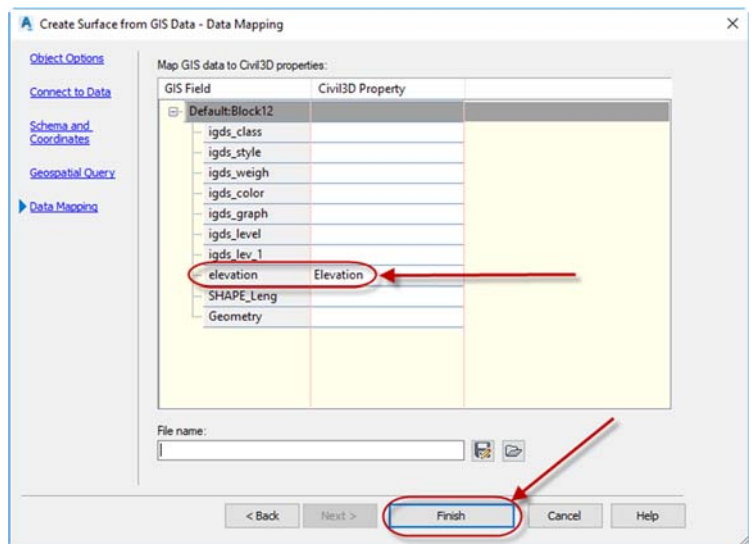 Create Surface from GIS Data - Data Mapping
Object Options
Connect to Data
Schema and
Coordinates
Geospatial Query
Data Mapping
Map GIS data to Civil3D properties:
GIS Field Civil3D Property
Default:Block12
igds_class
igds_style
igds_weigh
igds_color
igds_graph
igds_level
igds_lev_1
elevation Elevation
SHAPE_Leng
Geometry
File name:
< Back Next > Finish Cancel Help